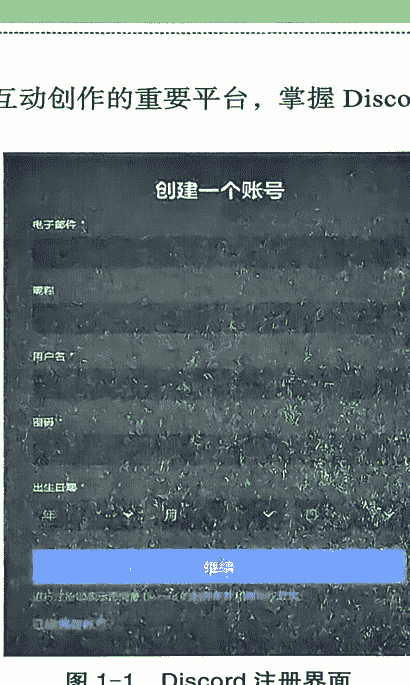 互动创作的重要平台，掌握 Disco
创建一个账号
电子邮件 *
昵称
用户名 *
密码 *
出生日期 *
年 月 日
继续
图 1-1 Discord 注册界面